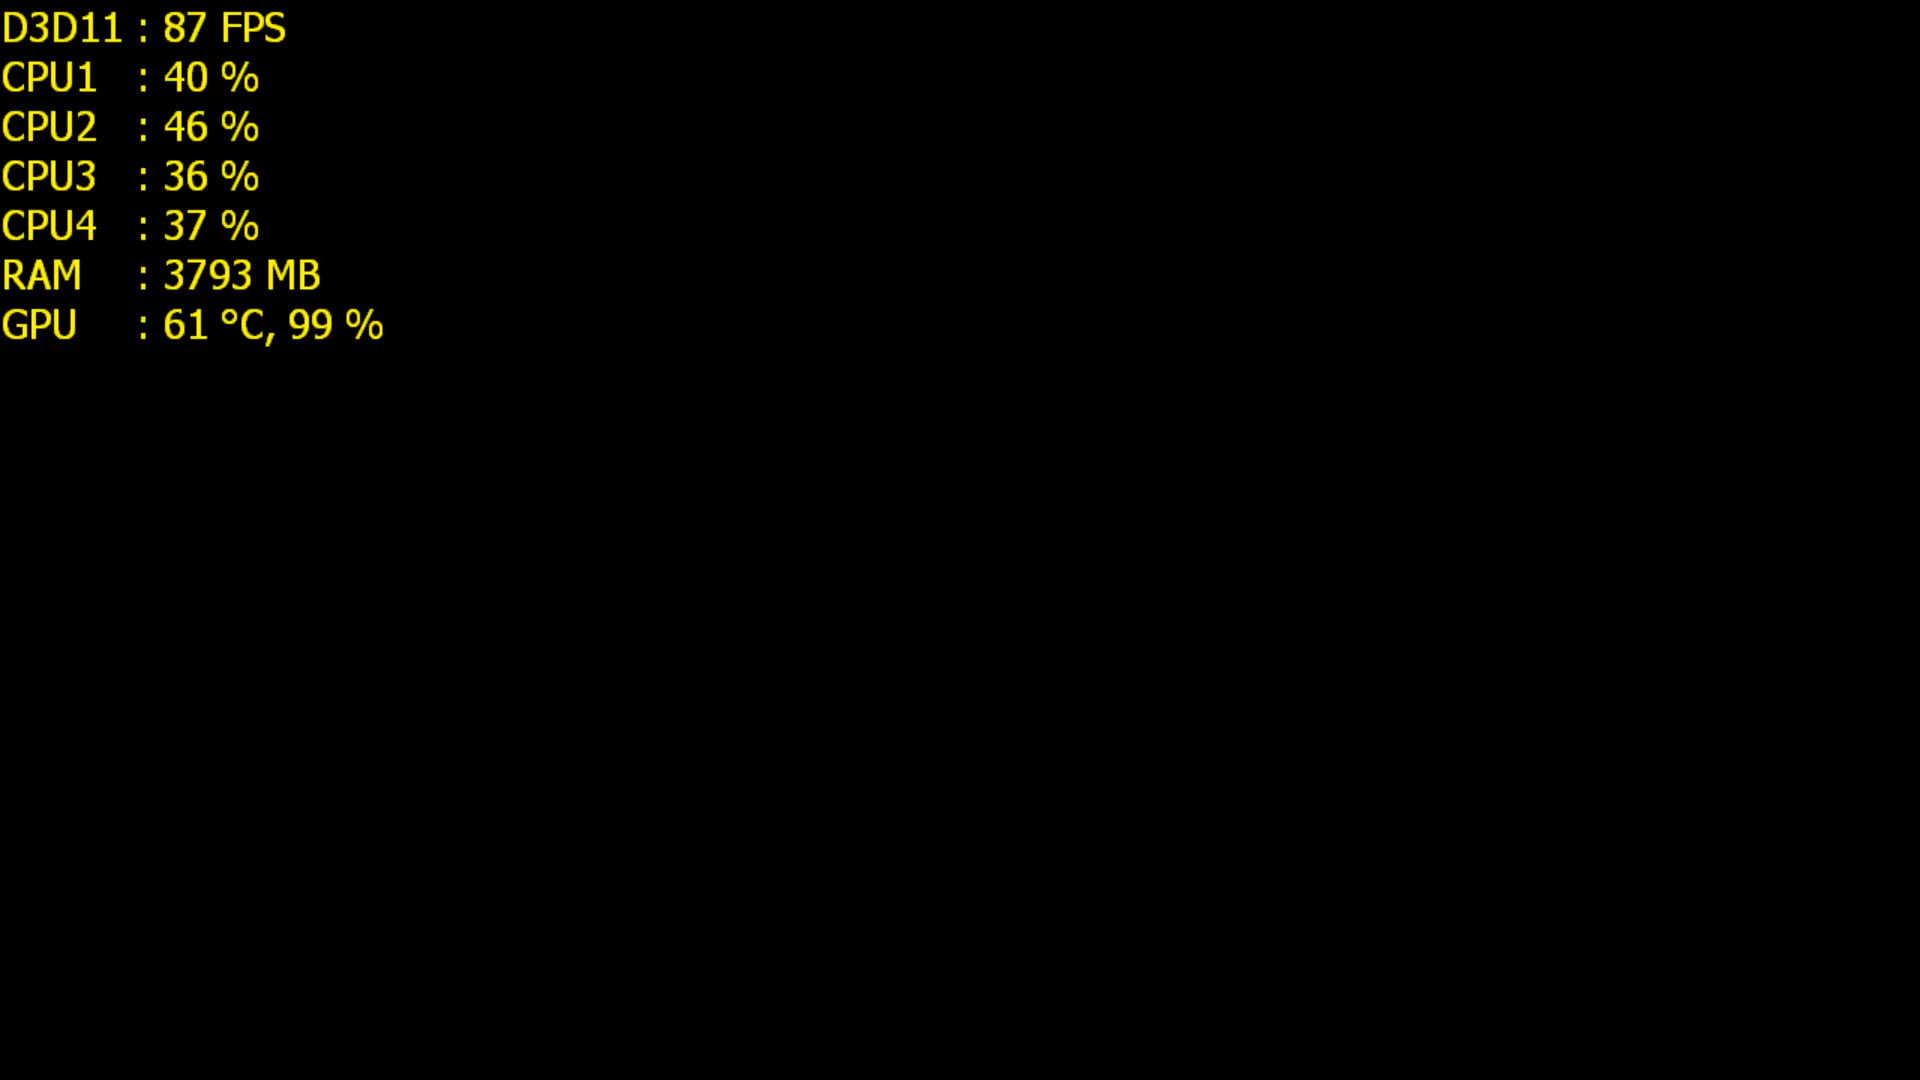 D3D11 : 87 FPS
CPU1 : 40 %
CPU2 : 46 %
CPU3 : 36 %
CPU4 : 37 %
RAM : 3793 MB
GPU : 61 °C, 99 %